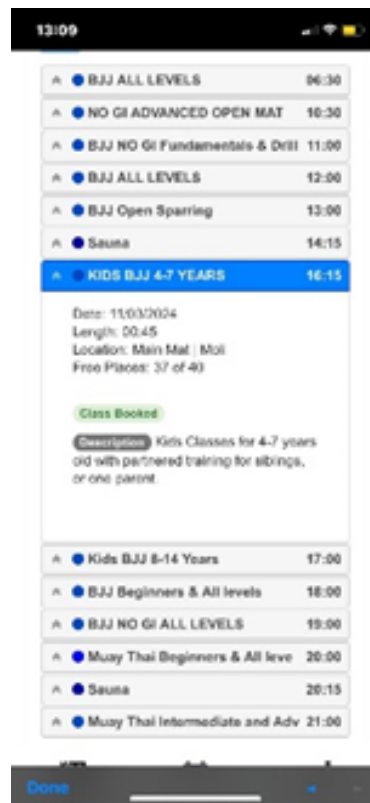 13:09
BJJ ALL LEVELS 06:30
NO GI ADVANCED OPEN MAT 10:30
BJJ NO GI Fundamentals & Drill 11:00
BJJ ALL LEVELS 12:00
BJJ Open Sparring 13:00
Sauna 14:15
KIDS BJJ 4-7 YEARS 16:15
Date: 11/03/2024
Length: 00:45
Location: Main Mat | Moli
Free Places: 37 of 40
Class Booked
Description Kids Classes for 4-7 years
old with partnered training for siblings,
or one parent.
Kids BJJ 8-14 Years 17:00
BJJ Beginners & All levels 18:00
BJJ NO GI ALL LEVELS 19:00
Muay Thai Beginners & All leve 20:00
Sauna 20:15
Muay Thai Intermediate and Adv 21:00
Done